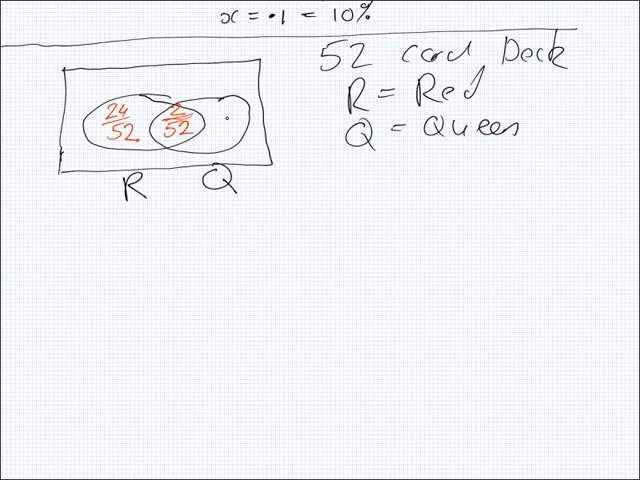 x = .1 = 10%
52 card Deck
R = Red
Q = Queen
24/52 2/52
R Q